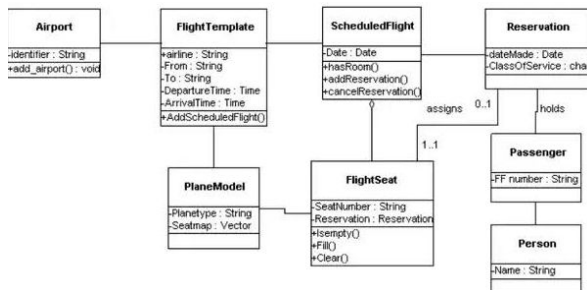 Airport
-identifier : String
+add_airport() : void
FlightTemplate
+airline : String
-From : String
-To : String
-DepartureTime : Time
-ArrivalTime : Time
+AddScheduledFlight()
ScheduledFlight
-Date : Date
+hasRoom()
+addReservation()
+cancelReservation()
Reservation
-dateMade : Date
-ClassOfService : cha
assigns
0..1
holds
1..1
PlaneModel
-Planetype : String
-Seatmap : Vector
FlightSeat
-SeatNumber : String
-Reservation : Reservation
+Isempty()
+Fill()
+Clear()
Passenger
-FF number : String
Person
-Name : String